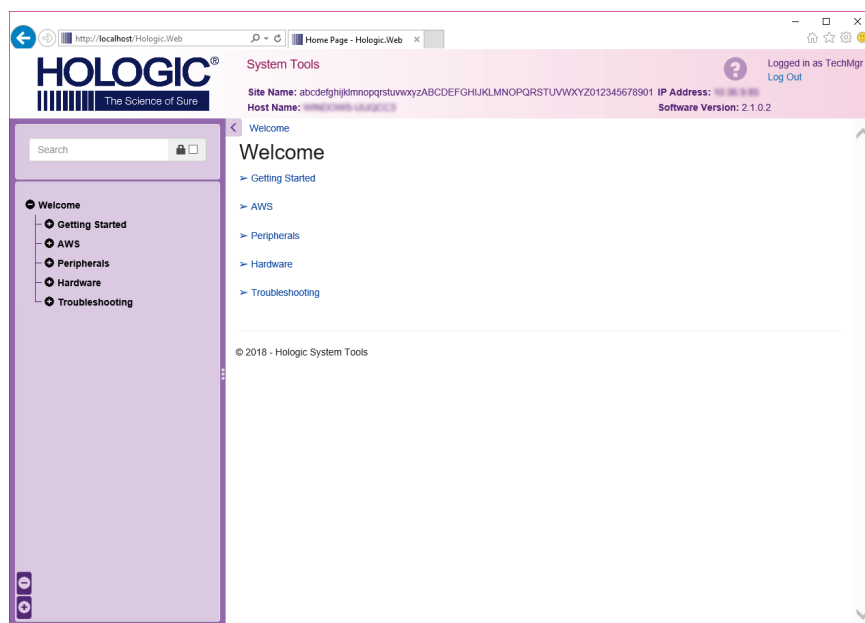 http://localhost/Hologic.Web
Home Page - Hologic.Web
HOLOGIC®
The Science of Sure
System Tools
Logged in as TechMgr
Log Out
Site Name: abcdefghijklmnopqrstuvwxyzABCDEFGHIJKLMNOPQRSTUVWXYZ012345678901 IP Address:
Host Name: Software Version: 2.1.0.2
Search
Welcome
Getting Started
AWS
Peripherals
Hardware
Troubleshooting
Welcome
Welcome
➢ Getting Started
➢ AWS
➢ Peripherals
➢ Hardware
➢ Troubleshooting
© 2018 - Hologic System Tools